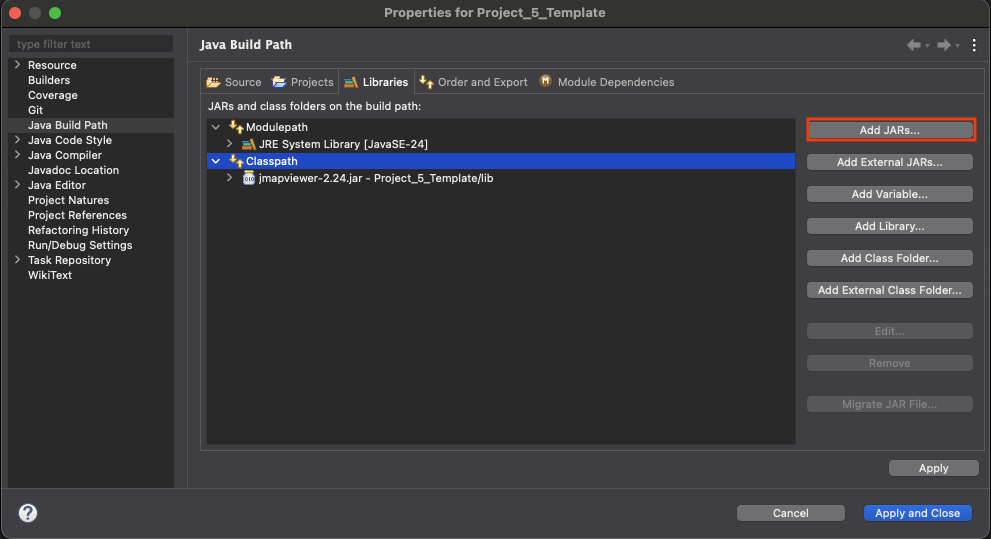 Properties for Project_5_Template
type filter text
Resource
Builders
Coverage
Git
Java Build Path
Java Code Style
Java Compiler
Javadoc Location
Java Editor
Project Natures
Project References
Refactoring History
Run/Debug Settings
Task Repository
WikiText
Java Build Path
Source Projects Libraries Order and Export Module Dependencies
JARs and class folders on the build path:
Modulepath
JRE System Library [JavaSE-24]
Classpath
jmapviewer-2.24.jar - Project_5_Template/lib
Add JARs...
Add External JARs...
Add Variable...
Add Library...
Add Class Folder...
Add External Class Folder...
Edit...
Remove
Migrate JAR File...
Apply
?
Cancel Apply and Close